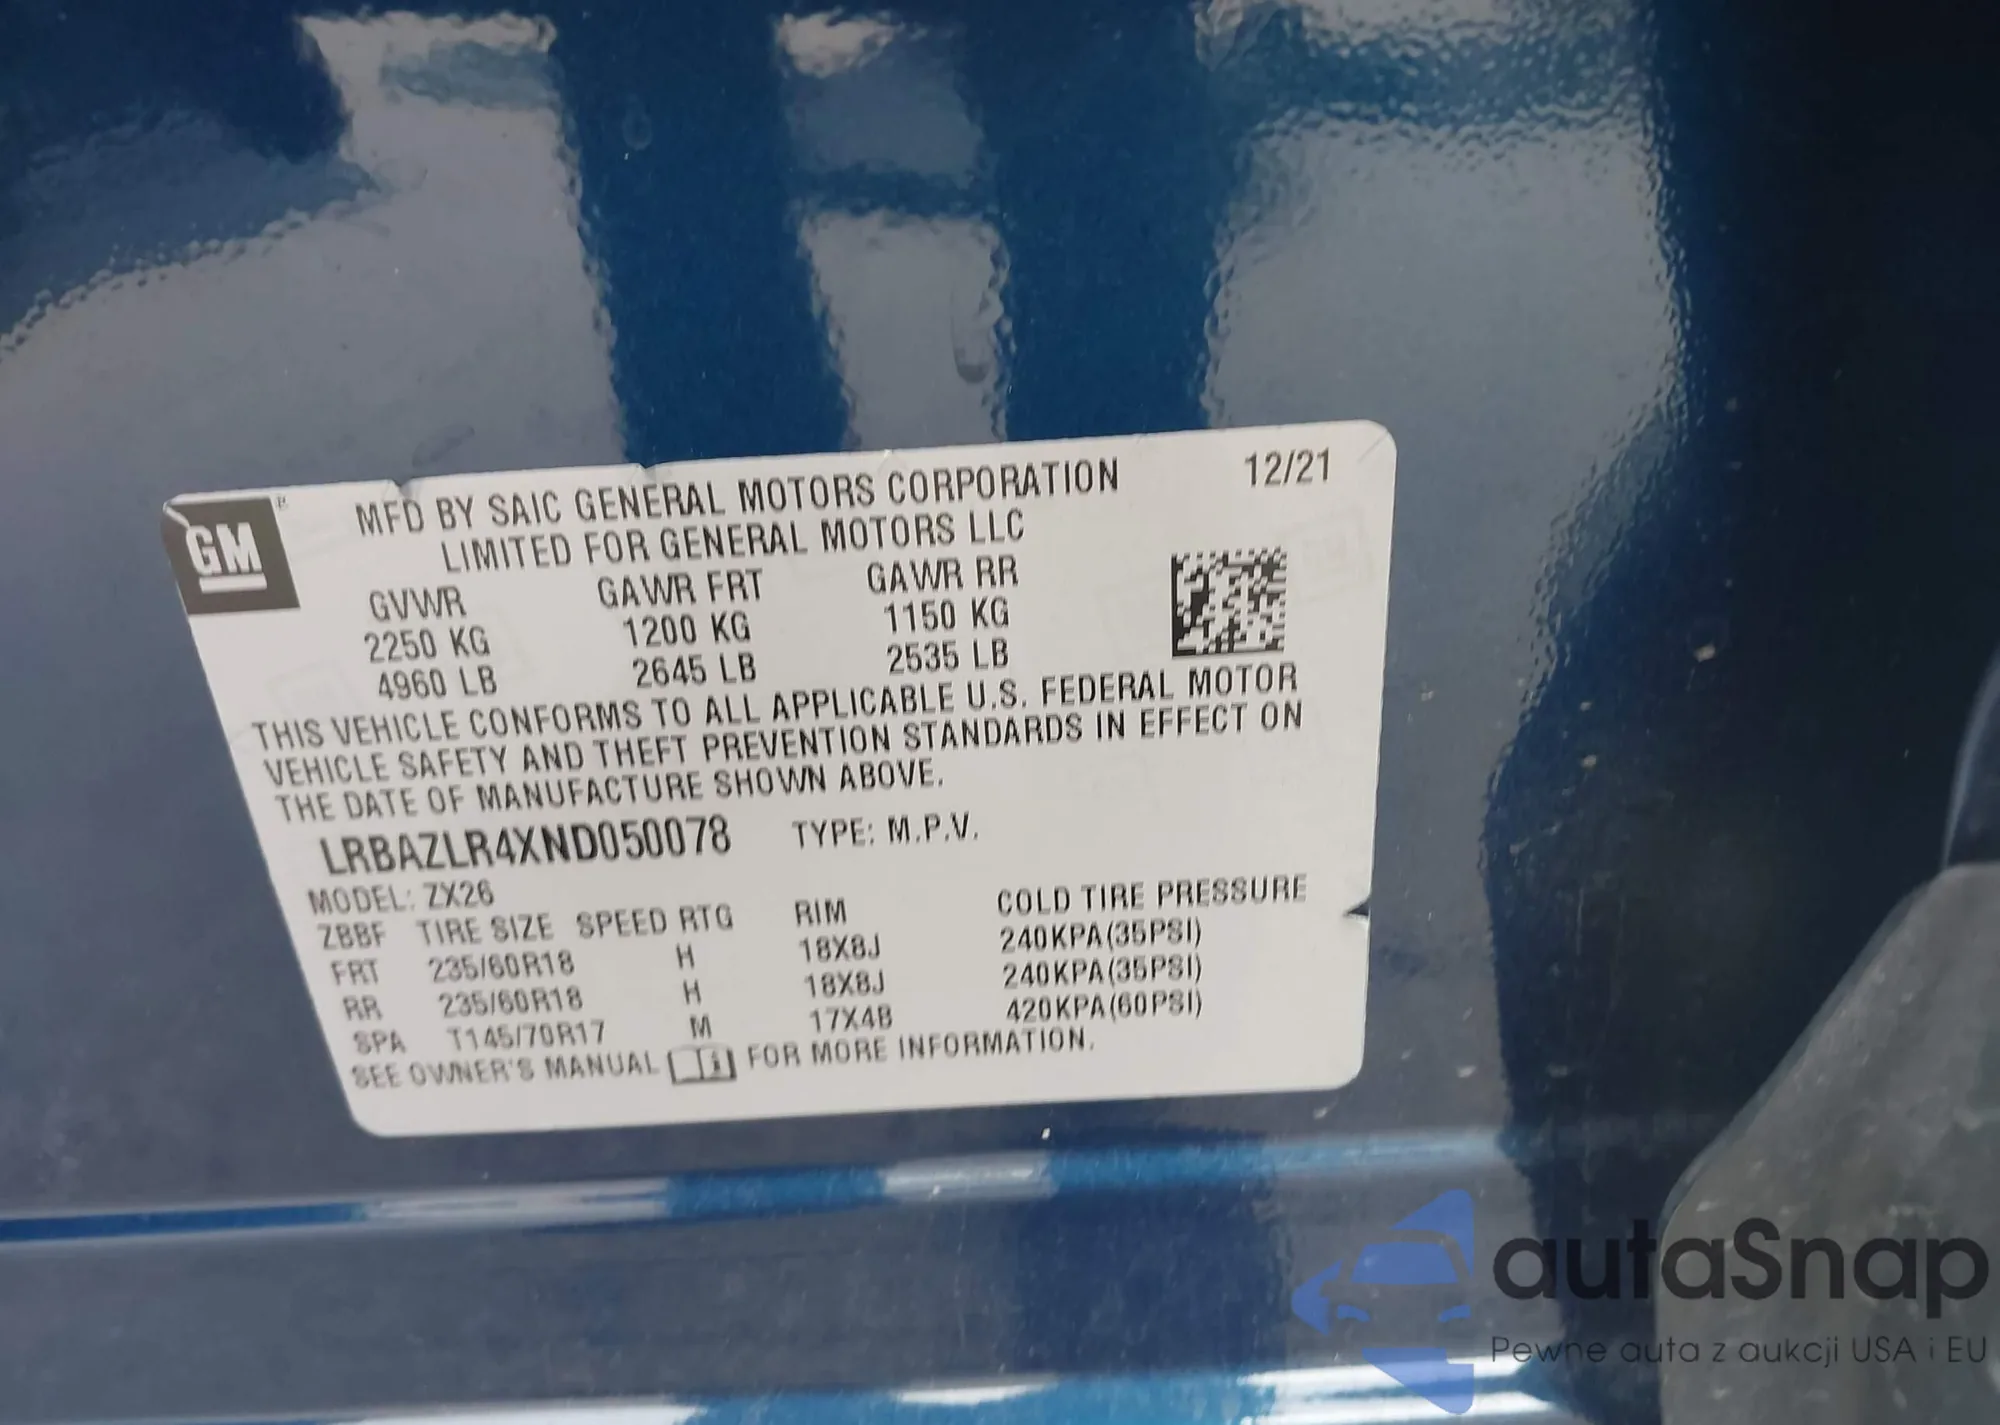 GM
MFD BY SAIC GENERAL MOTORS CORPORATION 12/21
LIMITED FOR GENERAL MOTORS LLC
GVWR GAWR FRT GAWR RR
2250 KG 1200 KG 1150 KG
4960 LB 2645 LB 2535 LB
THIS VEHICLE CONFORMS TO ALL APPLICABLE U.S. FEDERAL MOTOR
VEHICLE SAFETY AND THEFT PREVENTION STANDARDS IN EFFECT ON
THE DATE OF MANUFACTURE SHOWN ABOVE.
LRBAZLR4XND050078 TYPE: M.P.V.
MODEL: ZX26
ZBBF TIRE SIZE SPEED RTG RIM COLD TIRE PRESSURE
FRT 235/60R18 H 18X8J 240KPA(35PSI)
RR 235/60R18 H 18X8J 240KPA(35PSI)
SPA T145/70R17 M 17X4B 420KPA(60PSI)
SEE OWNER'S MANUAL FOR MORE INFORMATION.
autaSnap
Pewne auta z aukcji USA i EU